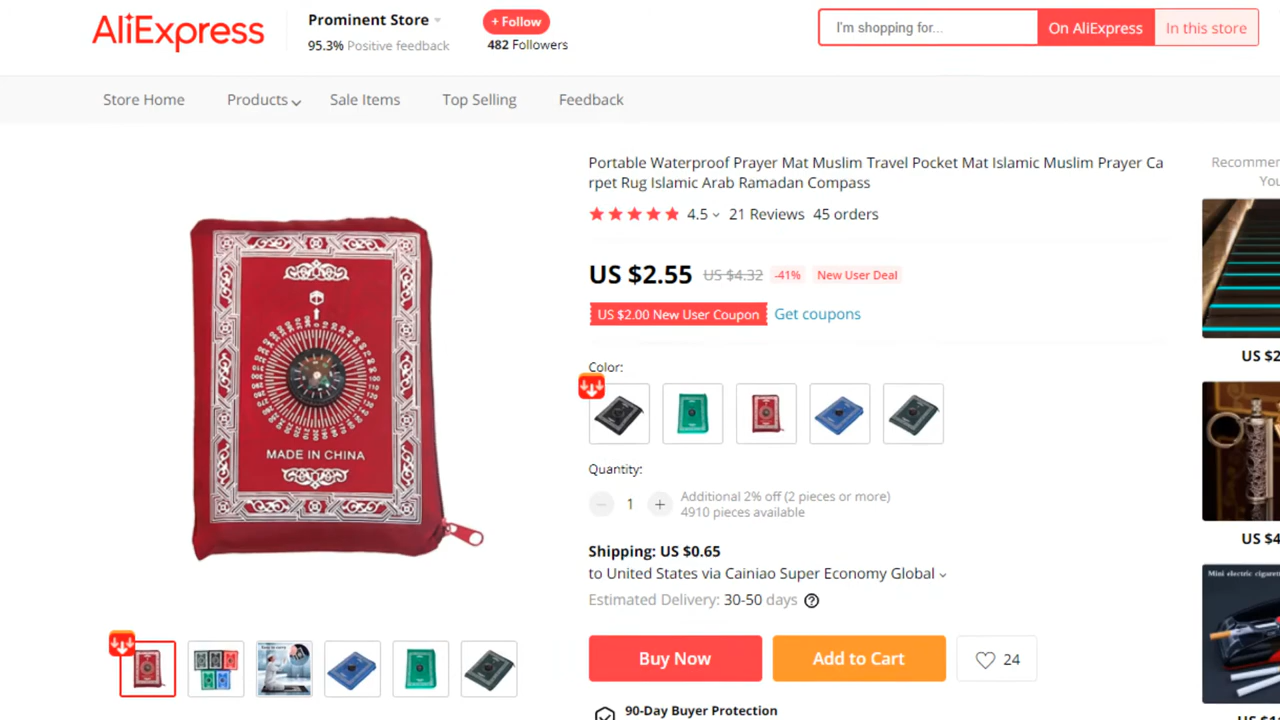 AliExpress
Prominent Store
95.3% Positive feedback
+ Follow
482 Followers
I'm shopping for...
On AliExpress
In this store
Store Home
Products
Sale Items
Top Selling
Feedback
Portable Waterproof Prayer Mat Muslim Travel Pocket Mat Islamic Muslim Prayer Ca
rpet Rug Islamic Arab Ramadan Compass
4.5
21 Reviews
45 orders
US $2.55
US $4.32
-41%
New User Deal
US $2.00 New User Coupon
Get coupons
Color:
Quantity:
1
Additional 2% off (2 pieces or more)
4910 pieces available
Shipping: US $0.65
to United States via Cainiao Super Economy Global
Estimated Delivery: 30-50 days
Buy Now
Add to Cart
24
90-Day Buyer Protection
MADE IN CHINA
Recommen
You
US $2
US $4
Mini electric cigarett